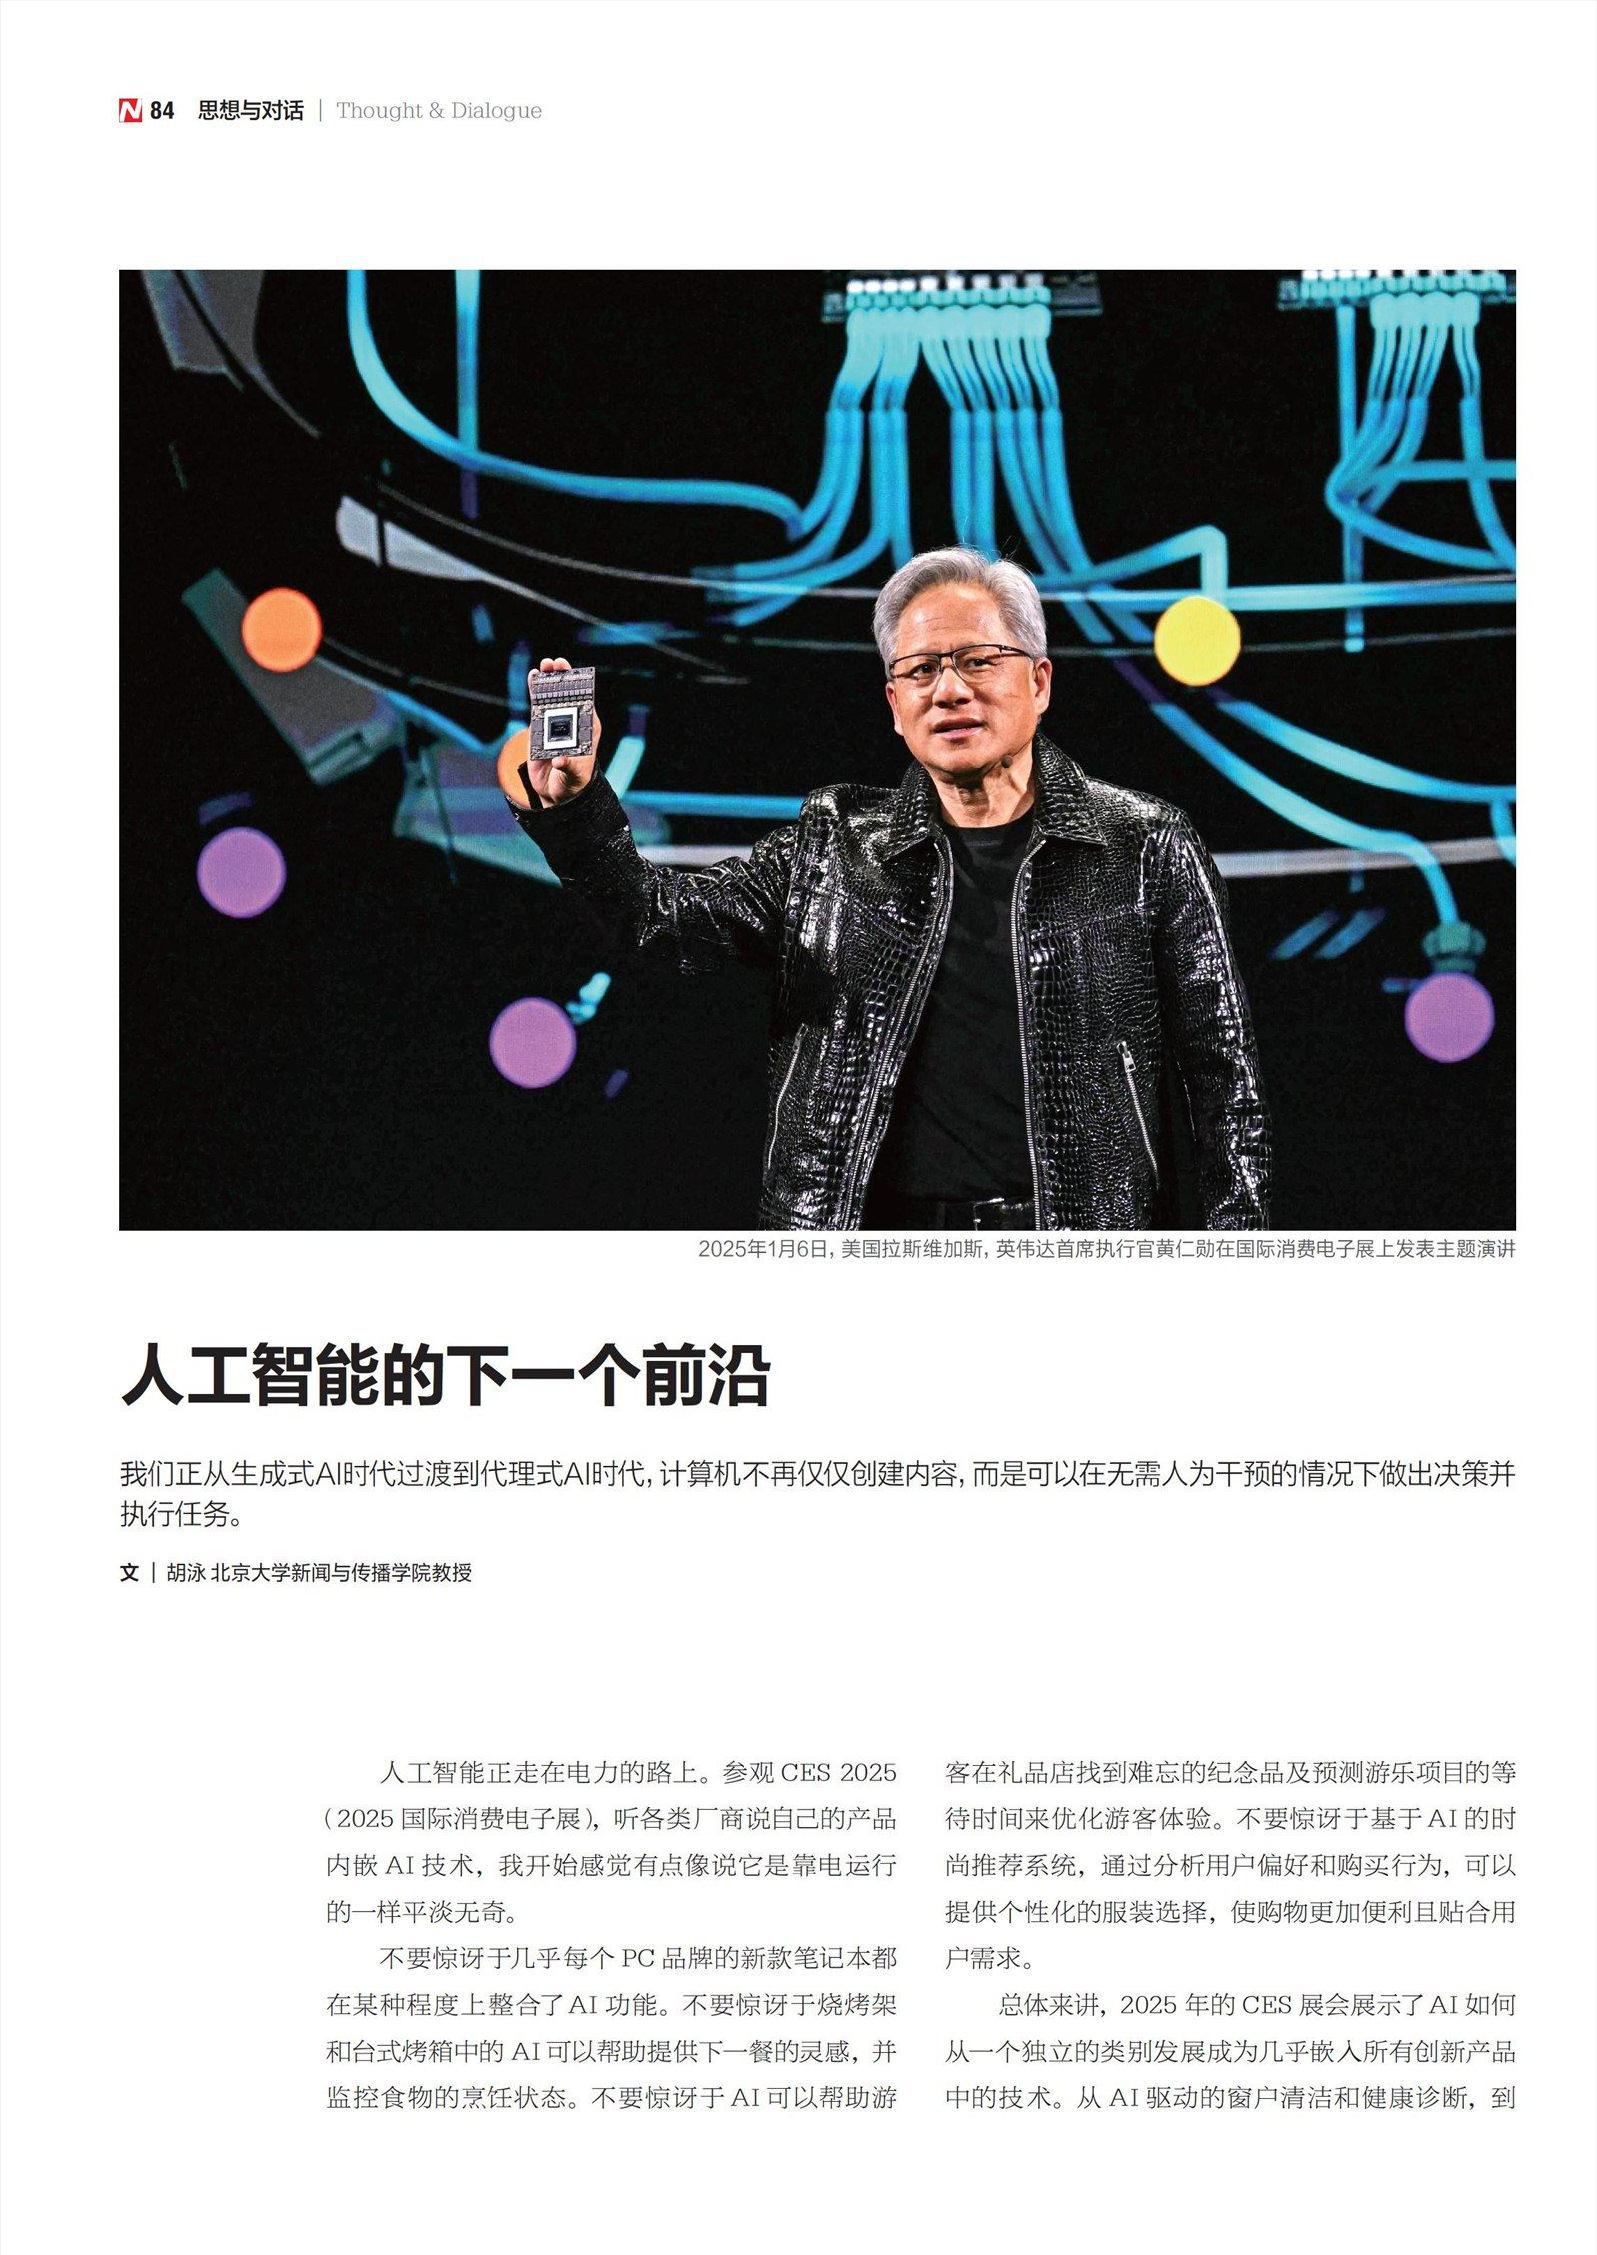 N 84 思想与对话 | Thought & Dialogue
2025年1月6日, 美国拉斯维加斯, 英伟达首席执行官黄仁勋在国际消费电子展上发表主题演讲
人工智能的下一个前沿
我们正从生成式AI时代过渡到代理式AI时代, 计算机不再仅仅创建内容, 而是可以在无需人为干预的情况下做出决策并
执行任务。
文 | 胡泳 北京大学新闻与传播学院教授
人工智能正走在电力的路上。参观 CES 2025
（2025 国际消费电子展），听各类厂商说自己的产品
内嵌 AI 技术，我开始感觉有点像说它是靠电运行
的一样平淡无奇。
不要惊讶于几乎每个 PC 品牌的新款笔记本都
在某种程度上整合了 AI 功能。不要惊讶于烧烤架
和台式烤箱中的 AI 可以帮助提供下一餐的灵感，并
监控食物的烹饪状态。不要惊讶于 AI 可以帮助游
客在礼品店找到难忘的纪念品及预测游乐项目的等
待时间来优化游客体验。不要惊讶于基于 AI 的时
尚推荐系统，通过分析用户偏好和购买行为，可以
提供个性化的服装选择，使购物更加便利且贴合用
户需求。
总体来讲，2025 年的 CES 展会展示了 AI 如何
从一个独立的类别发展成为几乎嵌入所有创新产品
中的技术。从 AI 驱动的窗户清洁和健康诊断，到